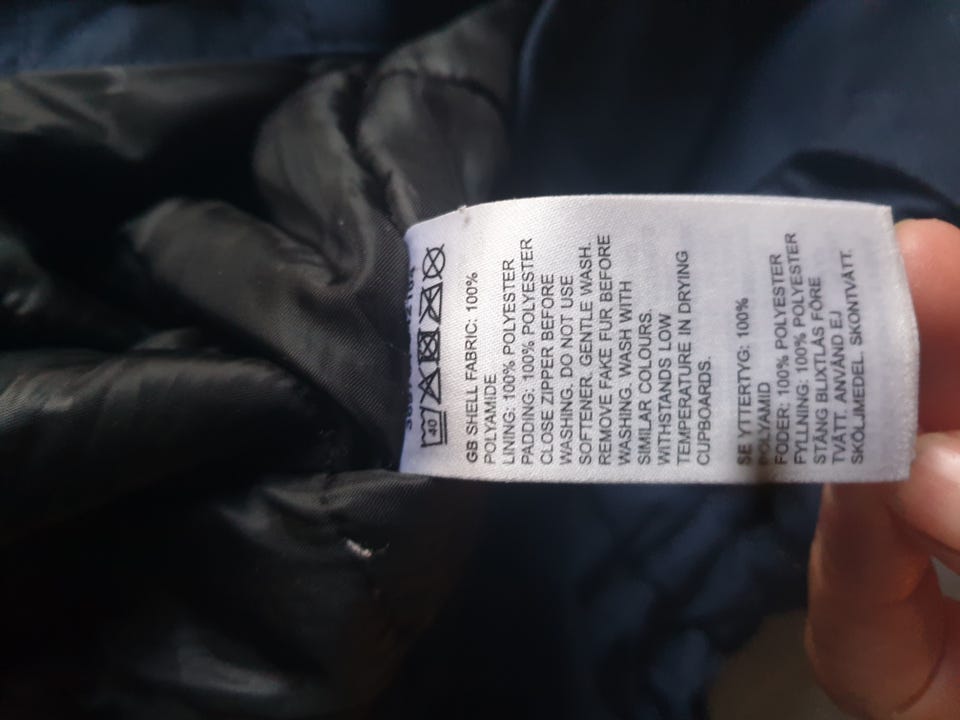 40
GB SHELL FABRIC: 100%
POLYAMIDE
LINING: 100% POLYESTER
PADDING: 100% POLYESTER
CLOSE ZIPPER BEFORE
WASHING. DO NOT USE
SOFTENER. GENTLE WASH.
REMOVE FAKE FUR BEFORE
WASHING. WASH WITH
SIMILAR COLOURS.
WITHSTANDS LOW
TEMPERATURE IN DRYING
CUPBOARDS.
SE YTTERTYG: 100%
POLYAMID
FODER: 100% POLYESTER
FYLLNING: 100% POLYESTER
STÄNG BLIXTLÅS FÖRE
TVÄTT. ANVÄND EJ
SKÖLJMEDEL. SKONTVÄTT.